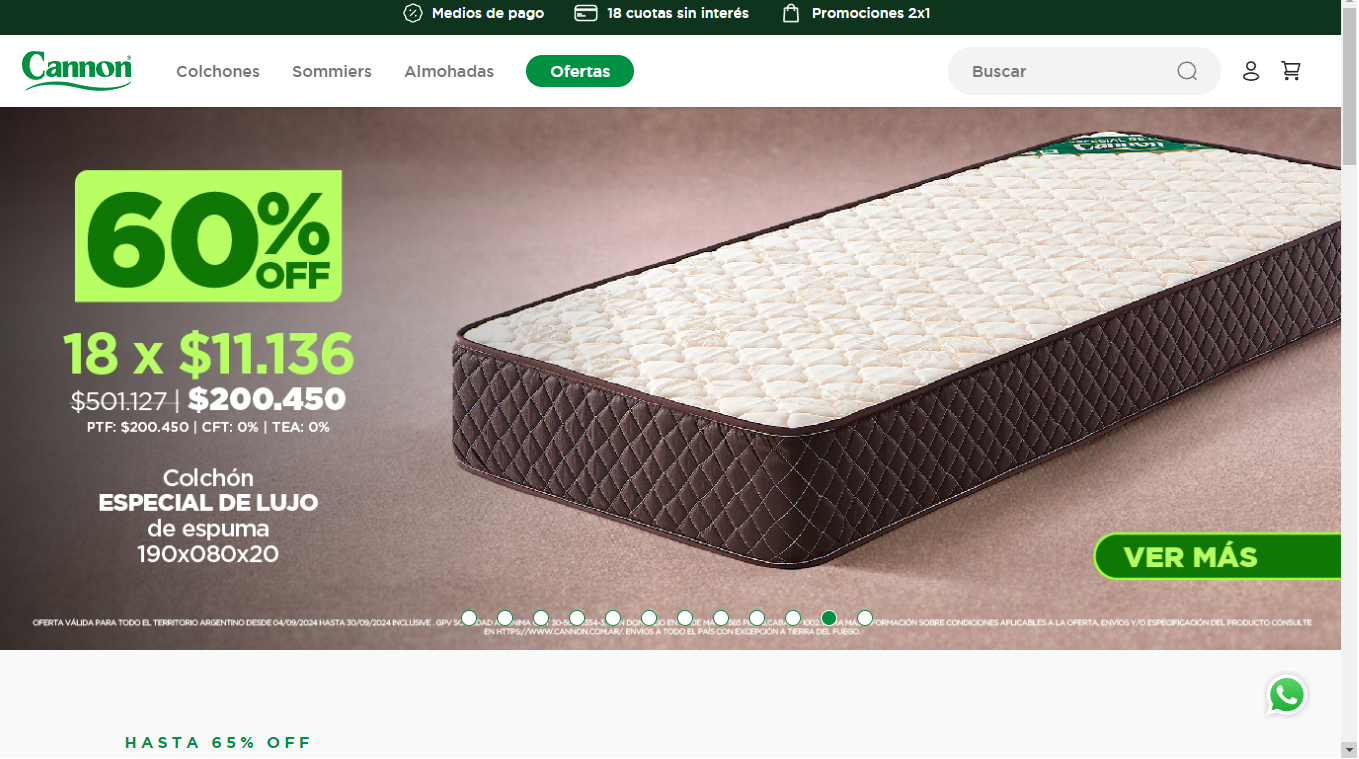 Medios de pago
18 cuotas sin interés
Promociones 2x1
Cannon
Colchones
Sommiers
Almohadas
Ofertas
Buscar
Cannon
60% OFF
18 x $11.136
$501.127 | $200.450
PTF: $200.450 | CFT: 0% | TEA: 0%
Colchón
ESPECIAL DE LUJO
de espuma
190x080x20
VER MÁS
OFERTA VÁLIDA PARA TODO EL TERRITORIO ARGENTINO DESDE 04/09/2024 HASTA 30/09/2024 INCLUSIVE. GPV SOBRE CONDICIONES APLICABLES A LA OFERTA, ENVÍOS Y/O ESPECIFICACIÓN DEL PRODUCTO CONSULTE
EN HTTPS://WWW.CANNON.COM.AR/. ENVÍOS A TODO EL PAÍS CON EXCEPCIÓN A TIERRA DEL FUEGO.
HASTA 65% OFF